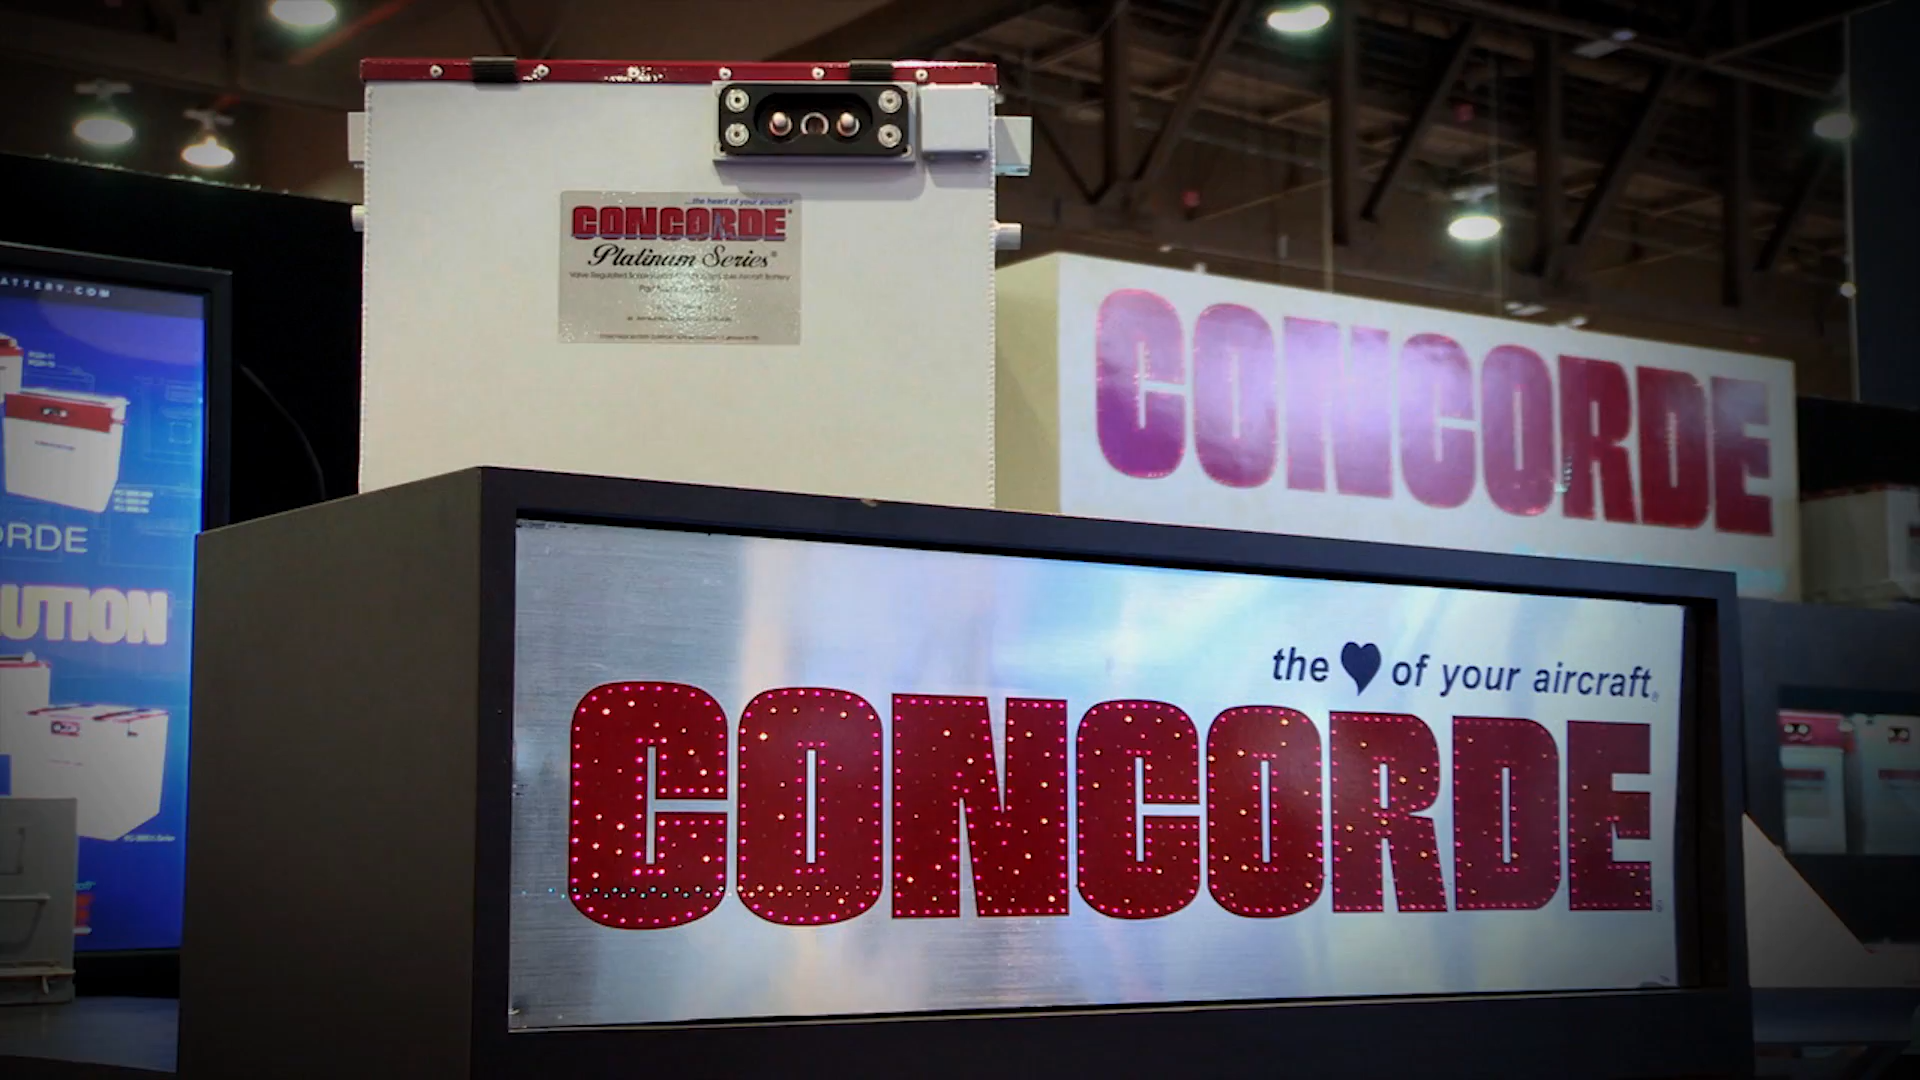 ...the heart of your aircraft®
CONCORDE®
Platinum Series®
CONCORDE
the of your aircraft®
CONCORDE
ATTERY.COM
ORDE
UTION